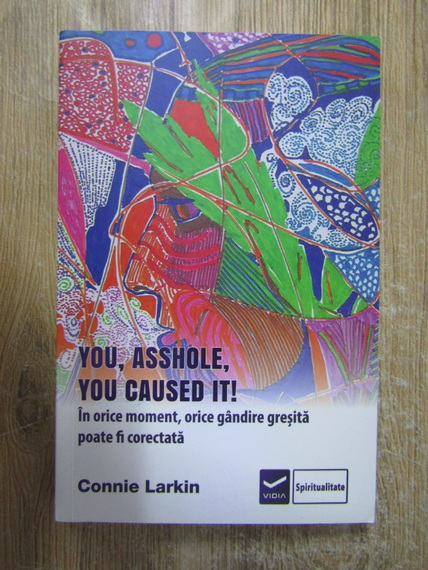 YOU, ASSHOLE,
YOU CAUSED IT!
În orice moment, orice gândire greșită
poate fi corectată
Connie Larkin
VIDIA
Spiritualitate